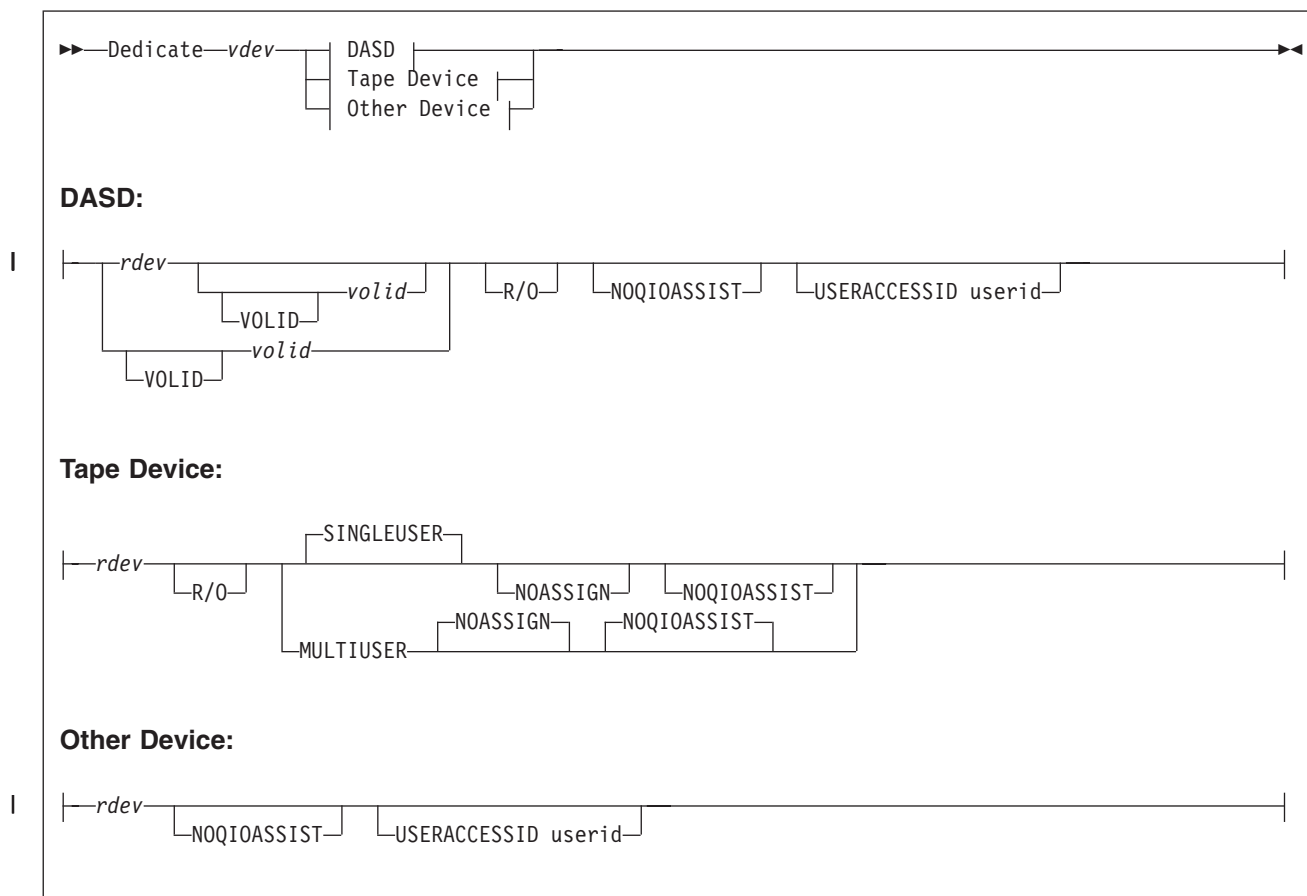 Dedicate vdev DASD
Tape Device
Other Device
DASD:
rdev
volid R/O NOQIOASSIST USERACCESSID userid
VOLID
volid
VOLID
Tape Device:
SINGLEUSER
rdev
R/O NOASSIGN NOQIOASSIST
NOASSIGN NOQIOASSIST
MULTIUSER
Other Device:
rdev
NOQIOASSIST USERACCESSID userid